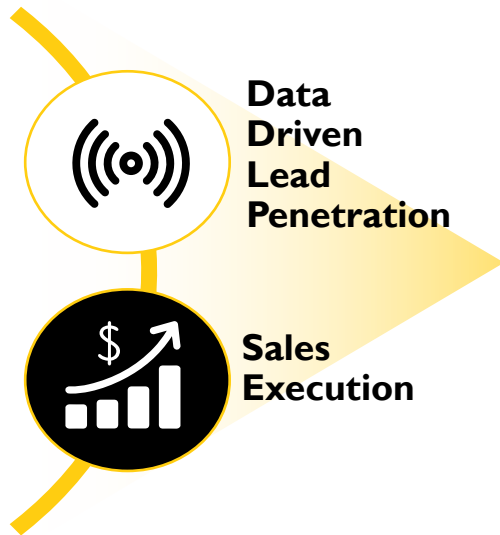 Data
Driven
Lead
Penetration
$
Sales
Execution